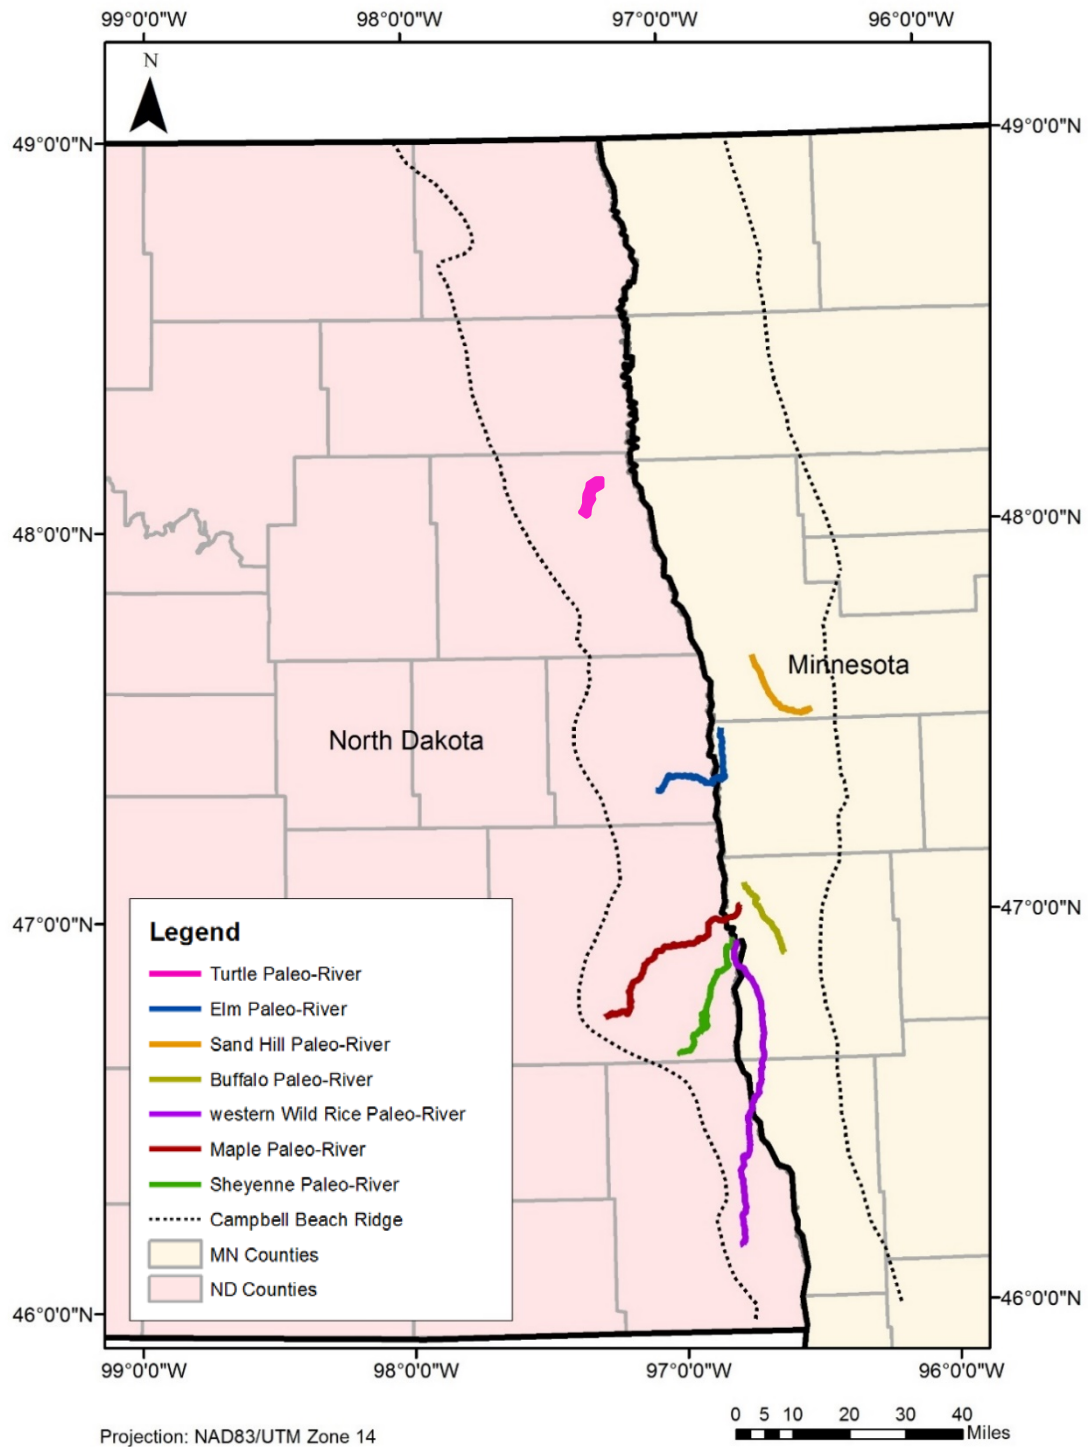 99°0'0"W 98°0'0"W 97°0'0"W 96°0'0"W
N
49°0'0"N 49°0'0"N
48°0'0"N 48°0'0"N
Minnesota
North Dakota
47°0'0"N 47°0'0"N
Legend
Turtle Paleo-River
Elm Paleo-River
Sand Hill Paleo-River
Buffalo Paleo-River
western Wild Rice Paleo-River
Maple Paleo-River
Sheyenne Paleo-River
Campbell Beach Ridge
MN Counties
ND Counties
46°0'0"N 46°0'0"N
99°0'0"W 98°0'0"W 97°0'0"W 96°0'0"W
0 5 10 20 30 40
Miles
Projection: NAD83/UTM Zone 14